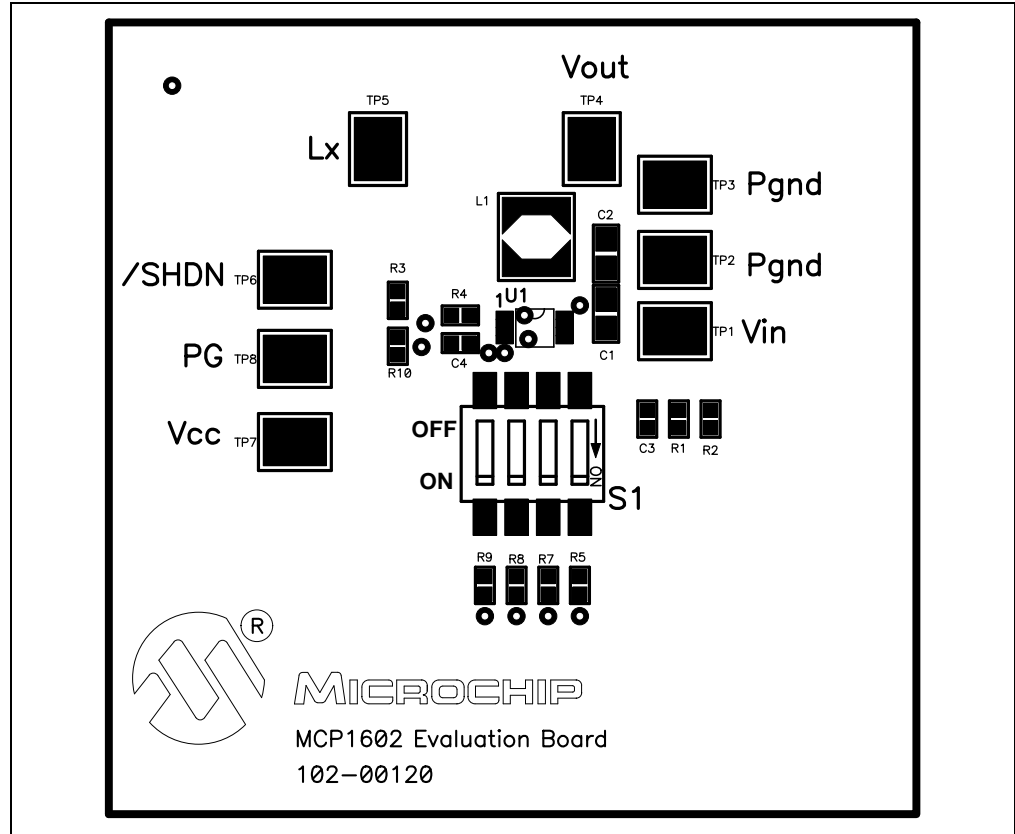 Vout
TP5
TP4
Lx
TP3 Pgnd
L1
C2
/SHDN TP6
TP2 Pgnd
R3
R4
1 U1
TP1 Vin
PG TP8
R10
C4
C1
Vcc TP7
OFF
ON
ON
S1
C3 R1 R2
R9 R8 R7 R5
R
MICROCHIP
MCP1602 Evaluation Board
102-00120